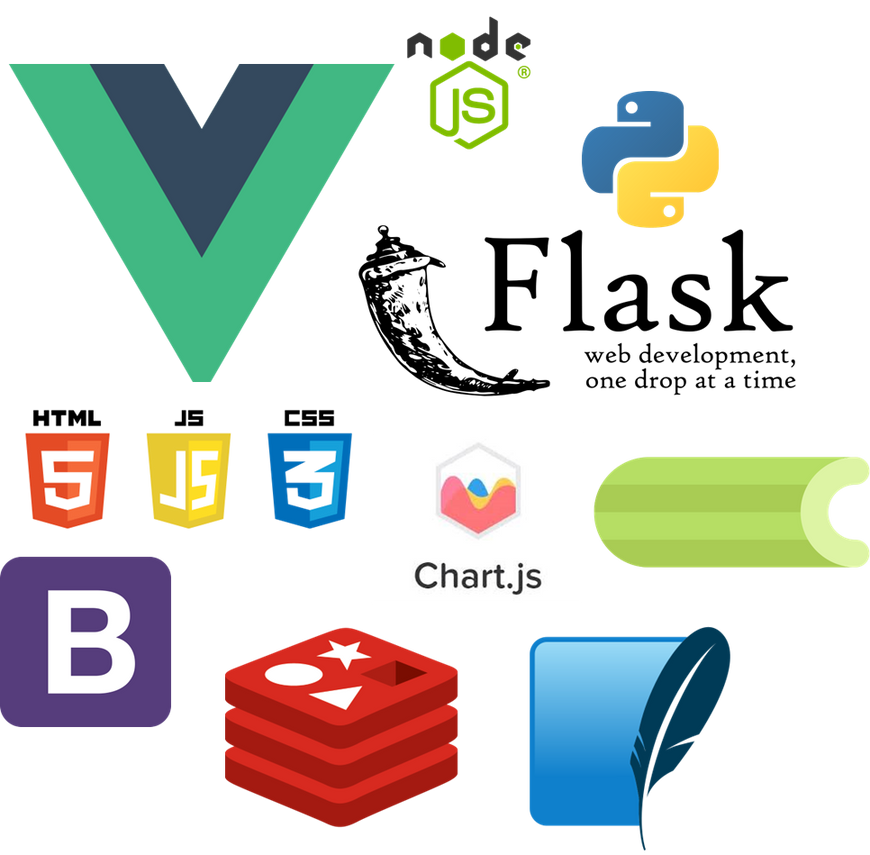 node
JS
®
Flask
web development,
one drop at a time
HTML JS CSS
5 JS 3
Chart.js
B